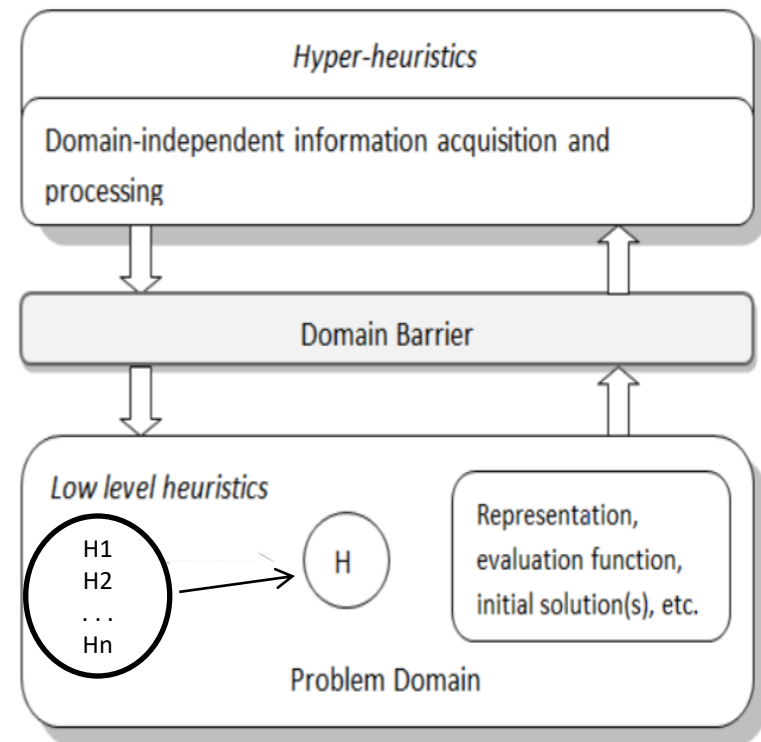 Hyper-heuristics
Domain-independent information acquisition and
processing
Domain Barrier
Low level heuristics
H1
H2
. . .
Hn
H
Representation,
evaluation function,
initial solution(s), etc.
Problem Domain